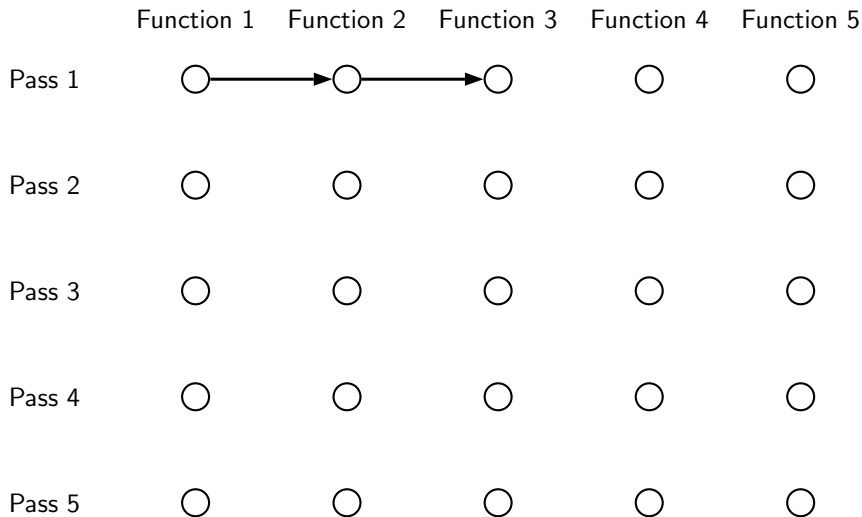 Function 1 Function 2 Function 3 Function 4 Function 5
Pass 1
Pass 2
Pass 3
Pass 4
Pass 5